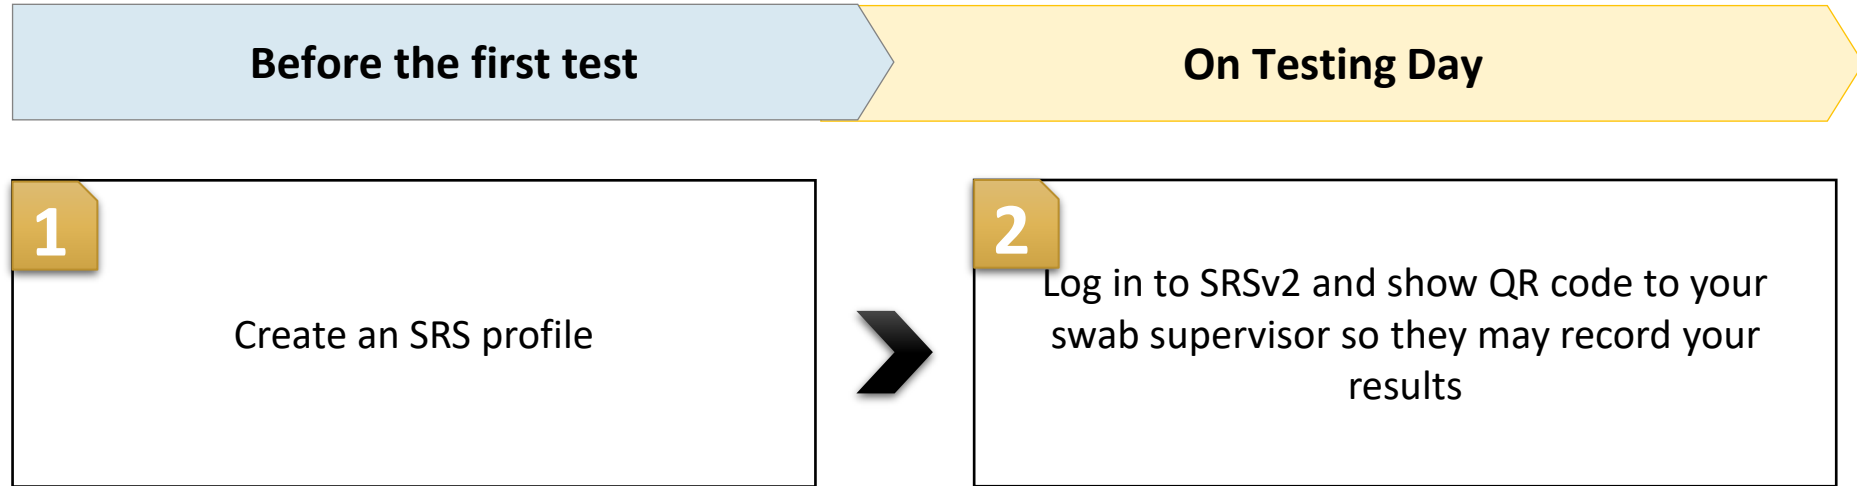 Before the first test
On Testing Day
1
Create an SRS profile
2
Log in to SRSv2 and show QR code to your
swab supervisor so they may record your
results